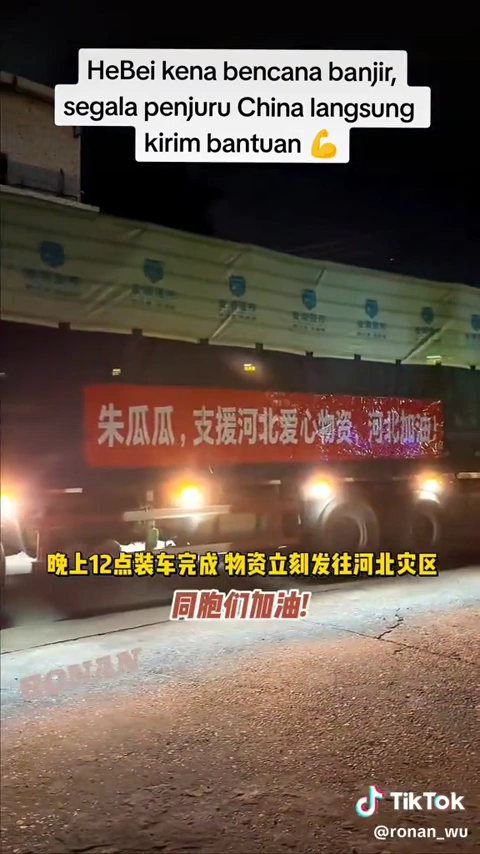 HeBei kena bencana banjir,
segala penjuru China langsung
kirim bantuan 💪
朱瓜瓜，支援河北爱心物资，河北加油！
晚上12点装车完成 物资立刻发往河北灾区
同胞们加油!
RONAN
TikTok
@ronan_wu